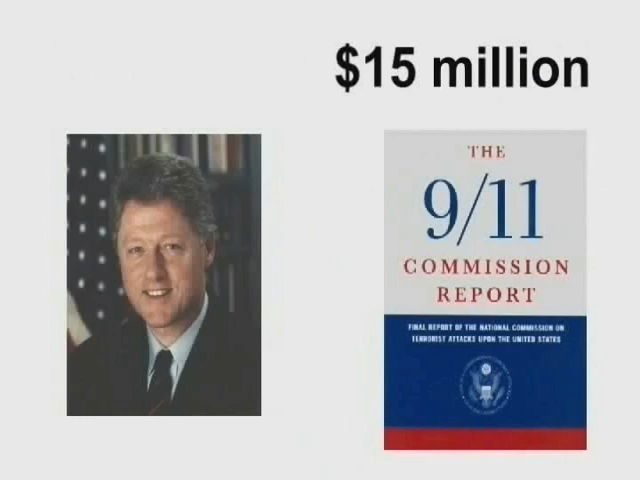 $15 million
THE
9/11
COMMISSION
REPORT
FINAL REPORT OF THE NATIONAL COMMISSION ON
TERRORIST ATTACKS UPON THE UNITED STATES